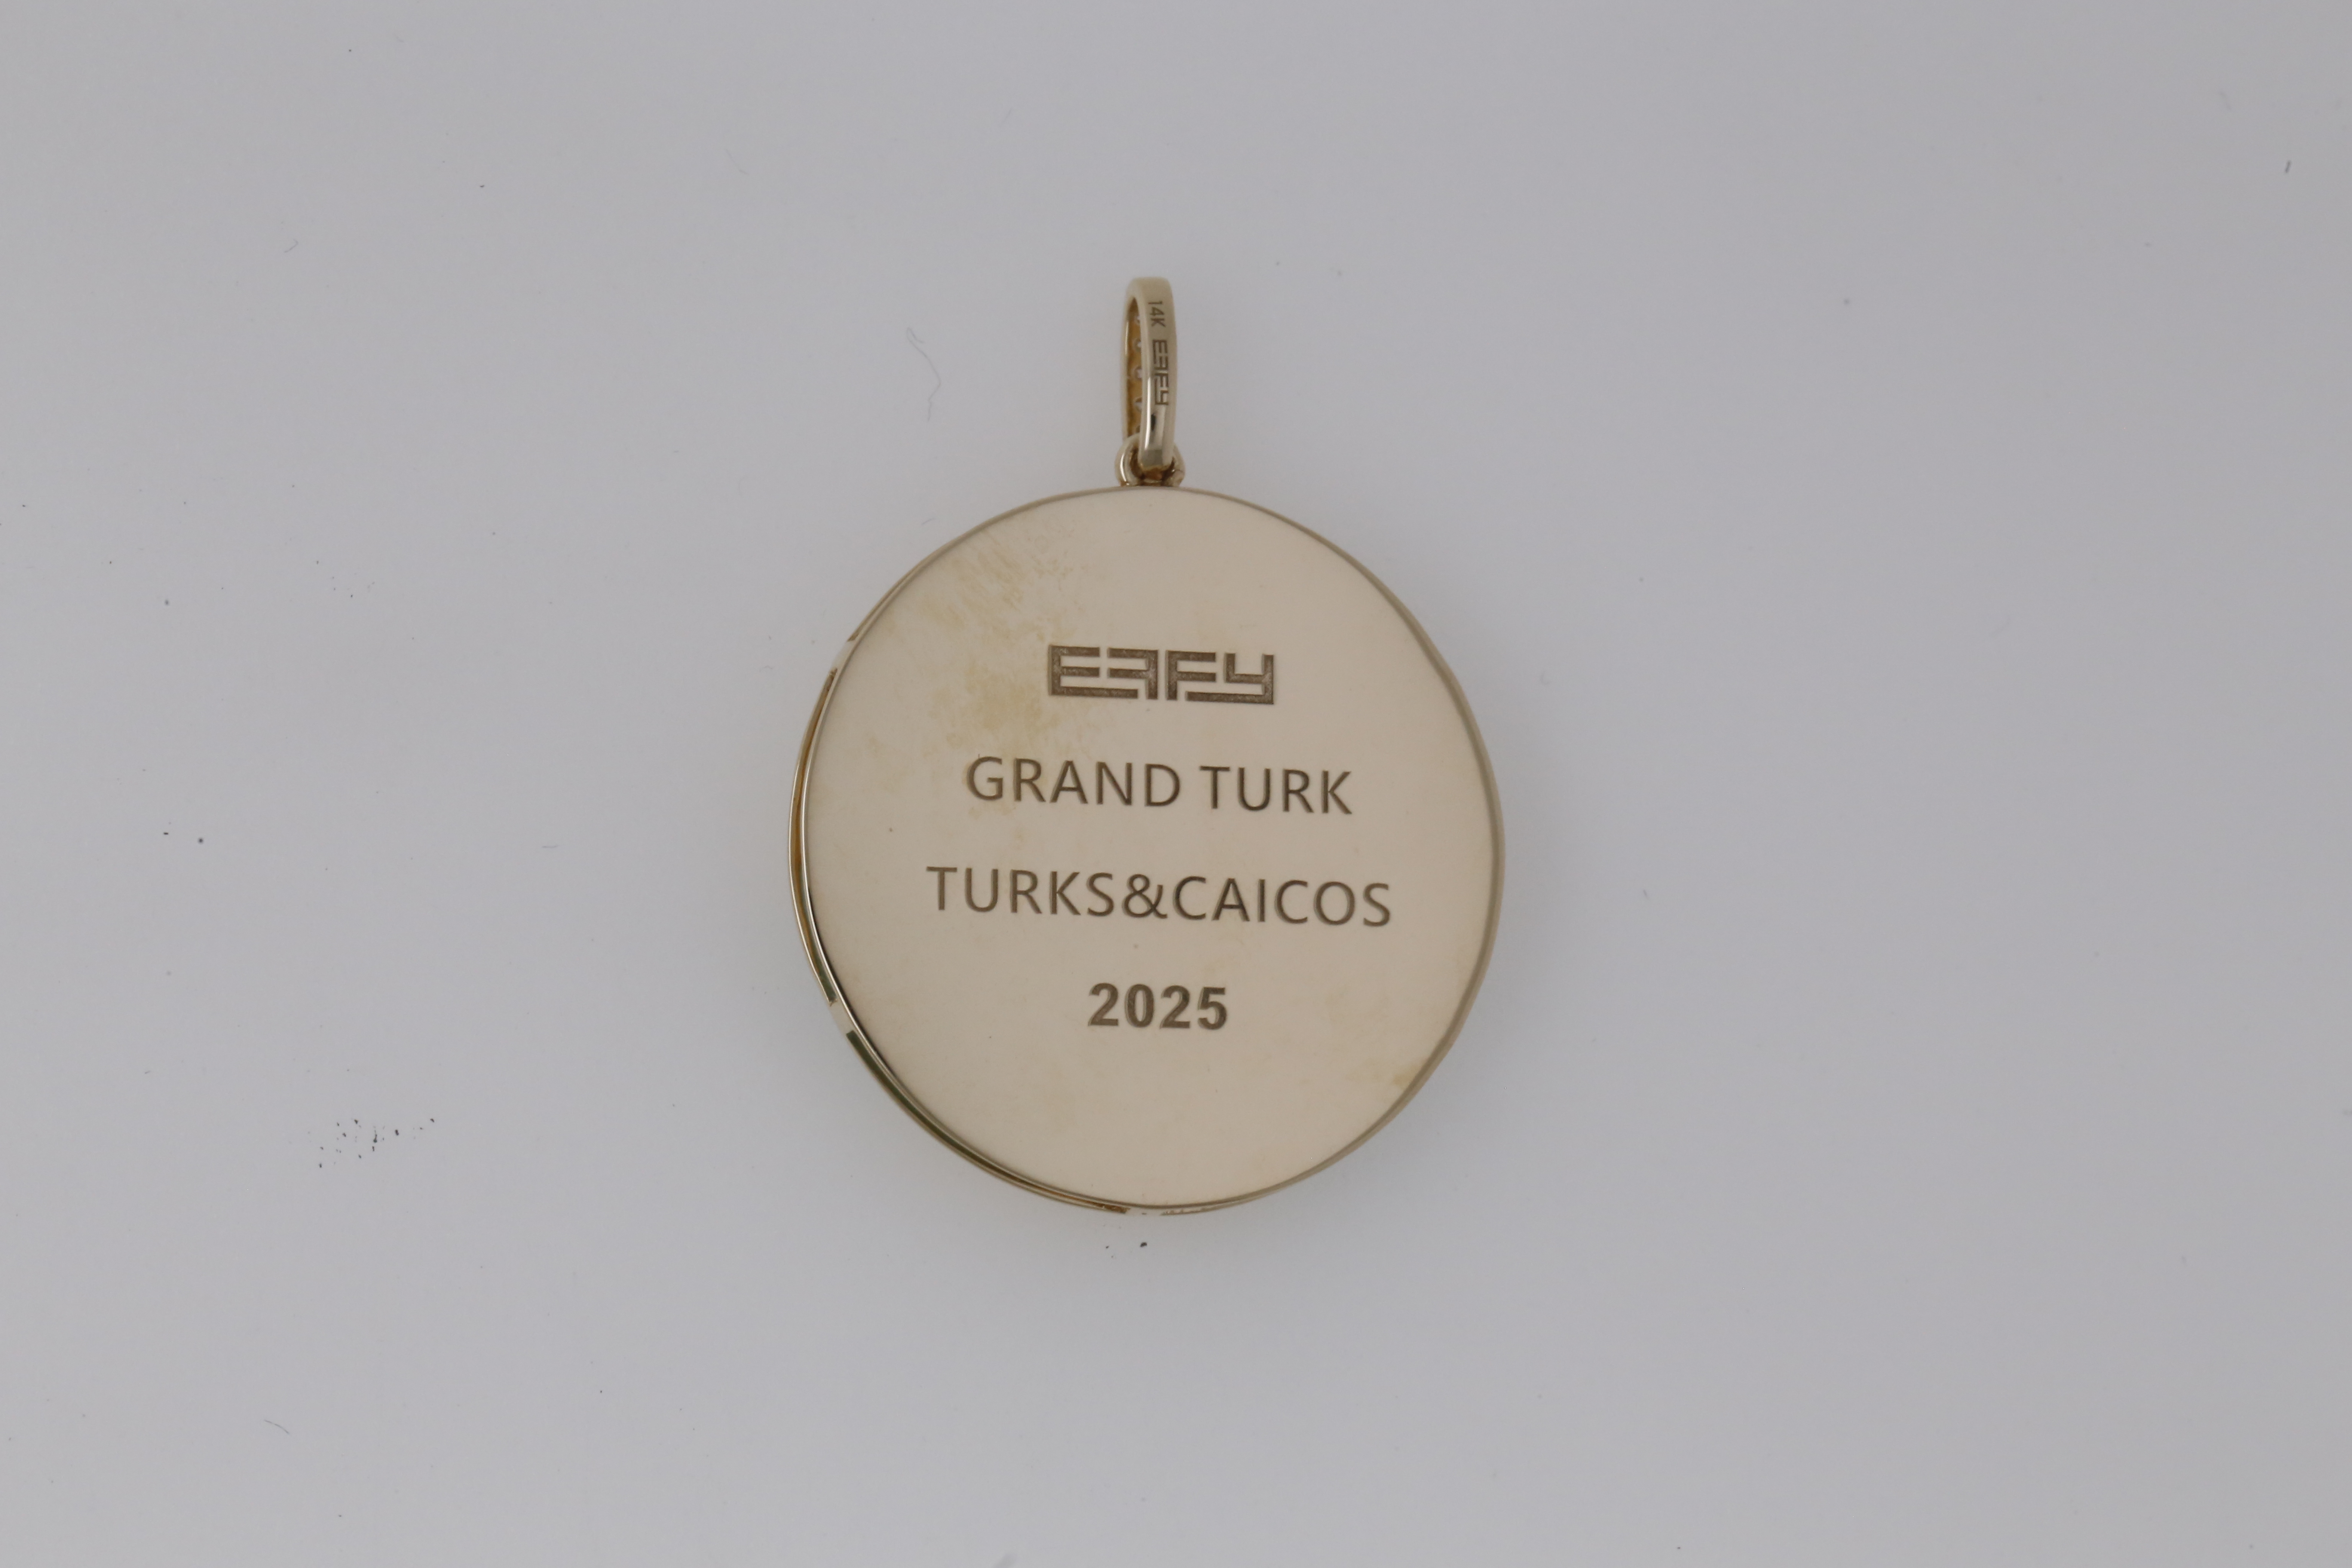 14K EFFY
EFFY
GRAND TURK
TURKS&CAICOS
2025